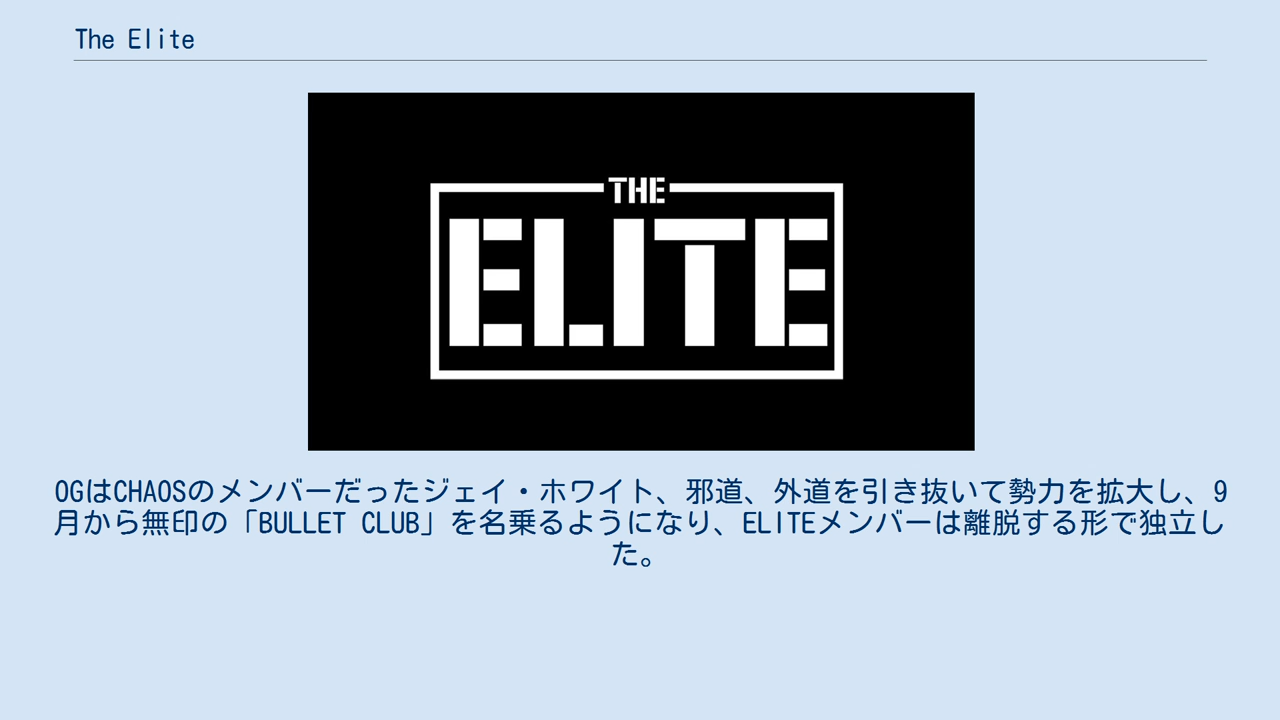 The Elite
THE
ELITE
OGはCHAOSのメンバーだったジェイ・ホワイト、邪道、外道を引き抜いて勢力を拡大し、9
月から無印の「BULLET CLUB」を名乗るようになり、ELITEメンバーは離脱する形で独立し
た。